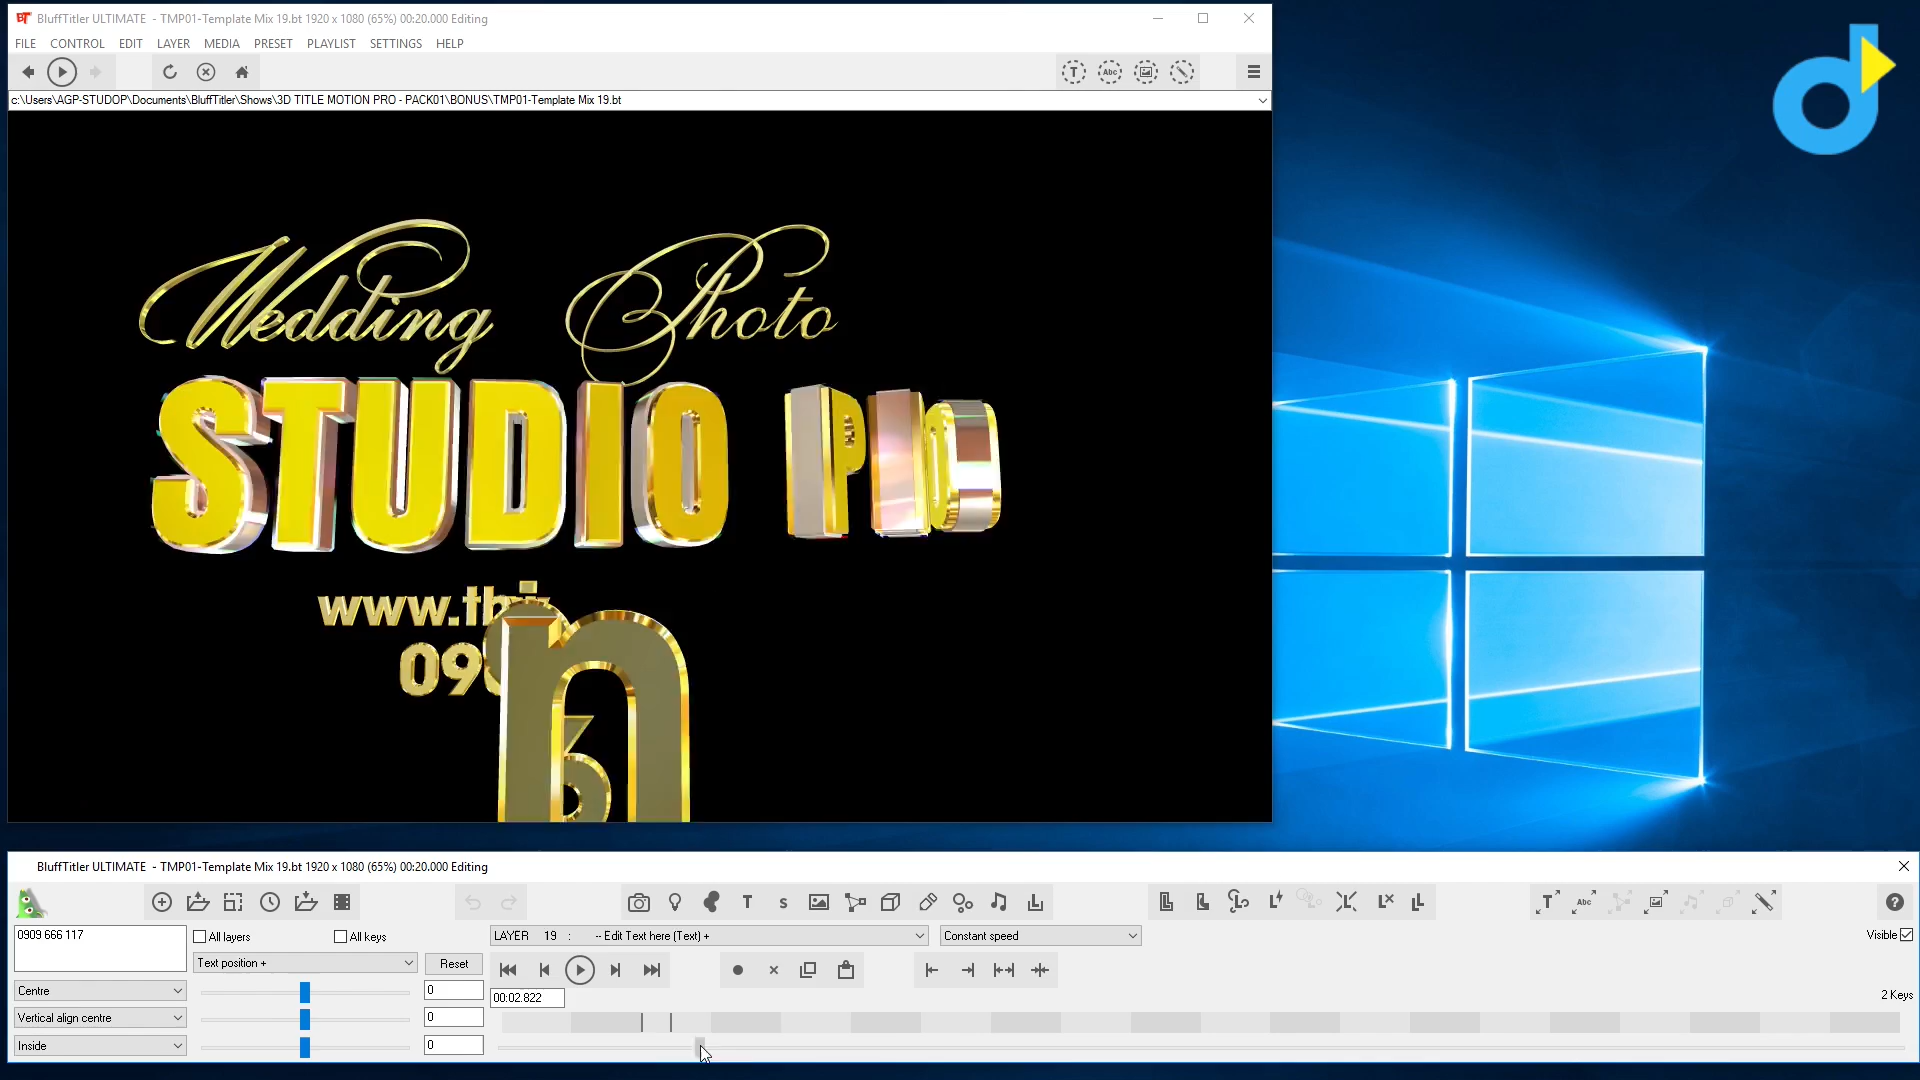 BluffTitler ULTIMATE - TMP01-Template Mix 19.bt 1920 x 1080 (65%) 00:20.000 Editing
FILE CONTROL EDIT LAYER MEDIA PRESET PLAYLIST SETTINGS HELP
c:\Users\AGP-STUDOP\Documents\BluffTitler\Shows\3D TITLE MOTION PRO - PACK01\BONUS\TMP01-Template Mix 19.bt
Wedding Photo
STUDIO PRO
www.thi
09
n
BluffTitler ULTIMATE - TMP01-Template Mix 19.bt 1920 x 1080 (65%) 00:20.000 Editing
0909 666 117
All layers
All keys
LAYER 19 : -- Edit Text here (Text) +
Constant speed
Visible
Text position +
Reset
Centre
0
00:02.822
2 Keys
Vertical align centre
0
Inside
0